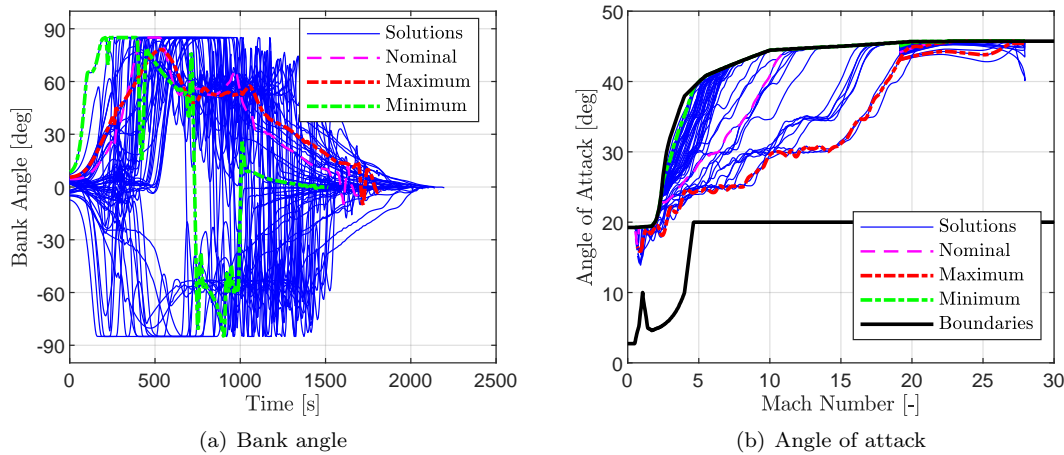 90
60
30
0
-30
-60
-90
Bank Angle [deg]
0
500
1000
1500
2000
2500
Time [s]
Solutions
Nominal
Maximum
Minimum
(a) Bank angle
50
40
30
20
10
0
Angle of Attack [deg]
0
5
10
15
20
25
30
Mach Number [-]
Solutions
Nominal
Maximum
Minimum
Boundaries
(b) Angle of attack